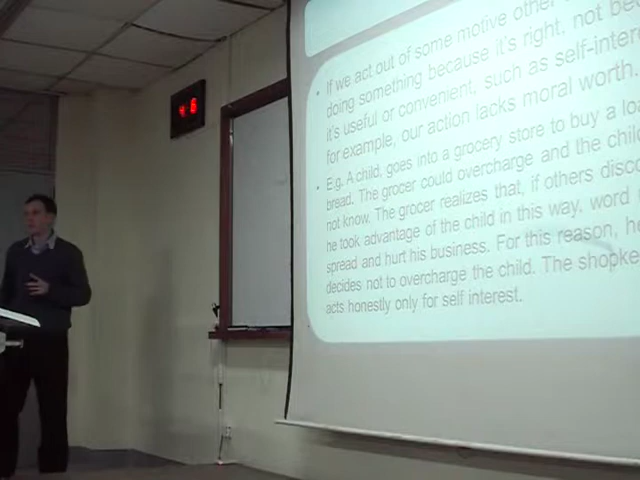 If we act out of some motive other
doing something because it's right, not be
it's useful or convenient, such as self-inter
for example, our action lacks moral worth.
E.g. A child, goes into a grocery store to buy a lo
bread. The grocer could overcharge and the chil
not know. The grocer realizes that, if others disc
he took advantage of the child in this way, word
spread and hurt his business. For this reason, he
decides not to overcharge the child. The shopke
acts honestly only for self interest.